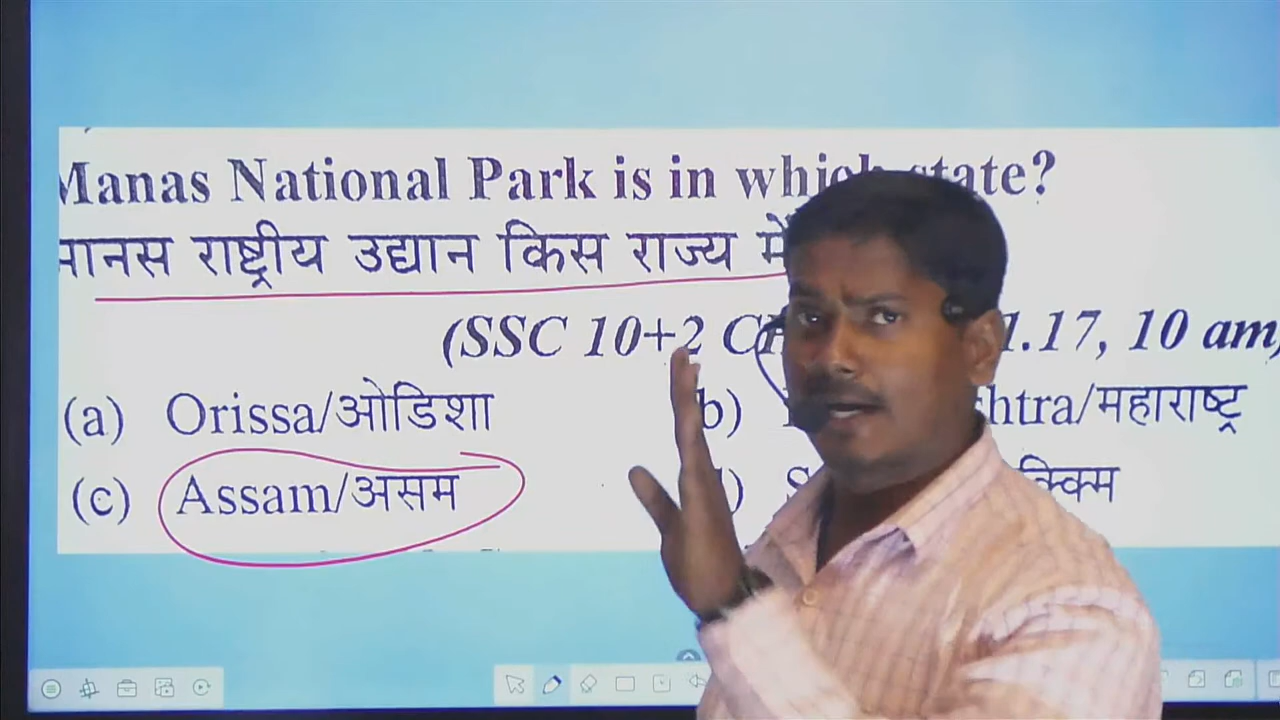 Manas National Park is in which state?
मानस राष्ट्रीय उद्यान किस राज्य में
(SSC 10+2 1.17, 10 am)
(a) Orissa/ओडिशा
htra/महाराष्ट्र
(c) Assam/असम